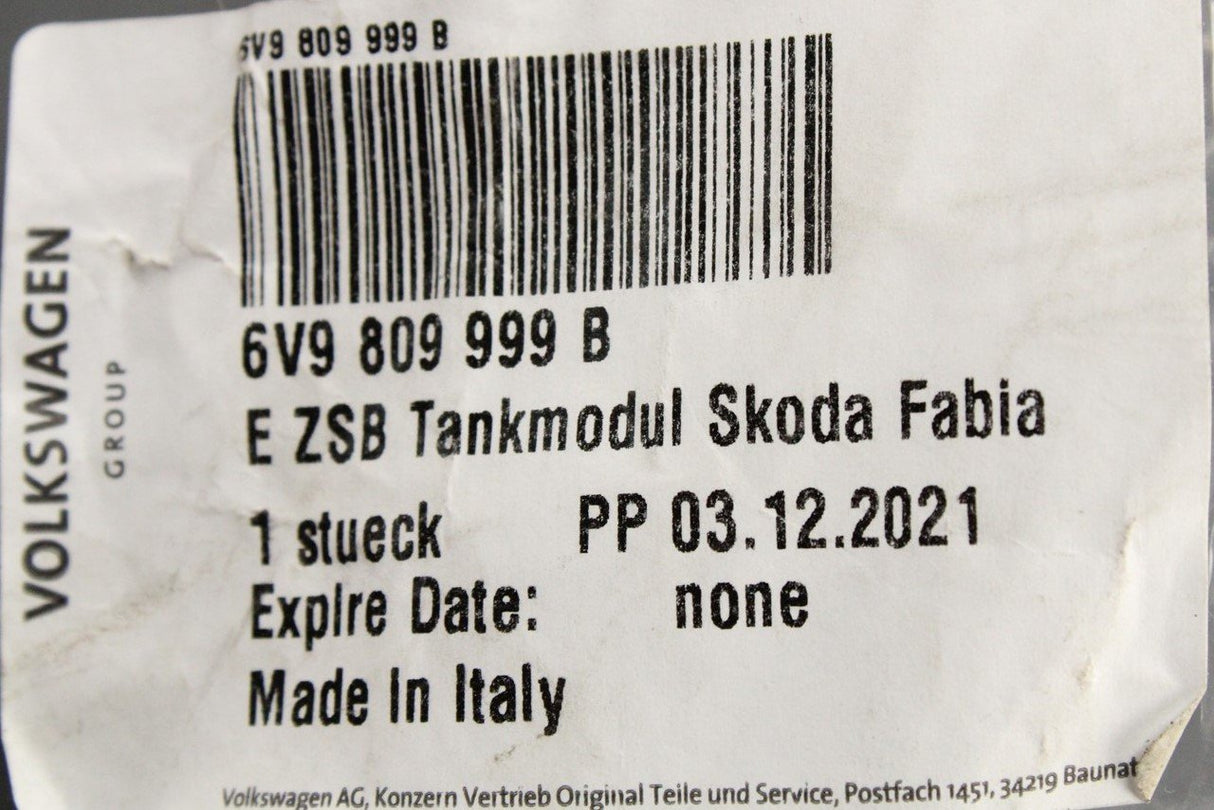 6V9 809 999 B
6V9 809 999 B
E ZSB Tankmodul Skoda Fabia
1 stueck PP 03.12.2021
Expire Date: none
Made In Italy
VOLKSWAGEN
GROUP
Volkswagen AG, Konzern Vertrieb Original Teile und Service, Postfach 1451, 34219 Baunat